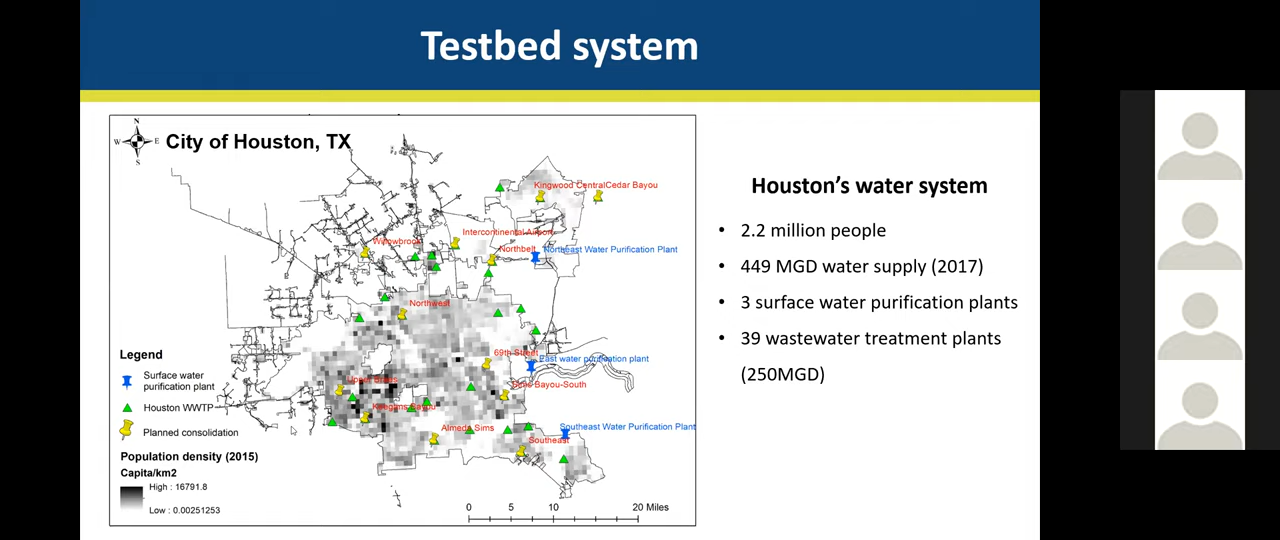 Testbed system
N
W E
S
City of Houston, TX
Kingwood Central Cedar Bayou
Intercontinental Airport
Willowbrook
Northbelt
Northeast Water Purification Plant
Northwest
69th Street
East water purification plant
Upper Brays
Sims Bayou-South
Keegans Bayou
Almeda Sims
Southeast Water Purification Plant
Southeast
Legend
Surface water
purification plant
Houston WWTP
Planned consolidation
Population density (2015)
Capita/km2
High : 16791.8
Low : 0.00251253
0 5 10 20 Miles
Houston's water system
• 2.2 million people
• 449 MGD water supply (2017)
• 3 surface water purification plants
• 39 wastewater treatment plants
(250MGD)